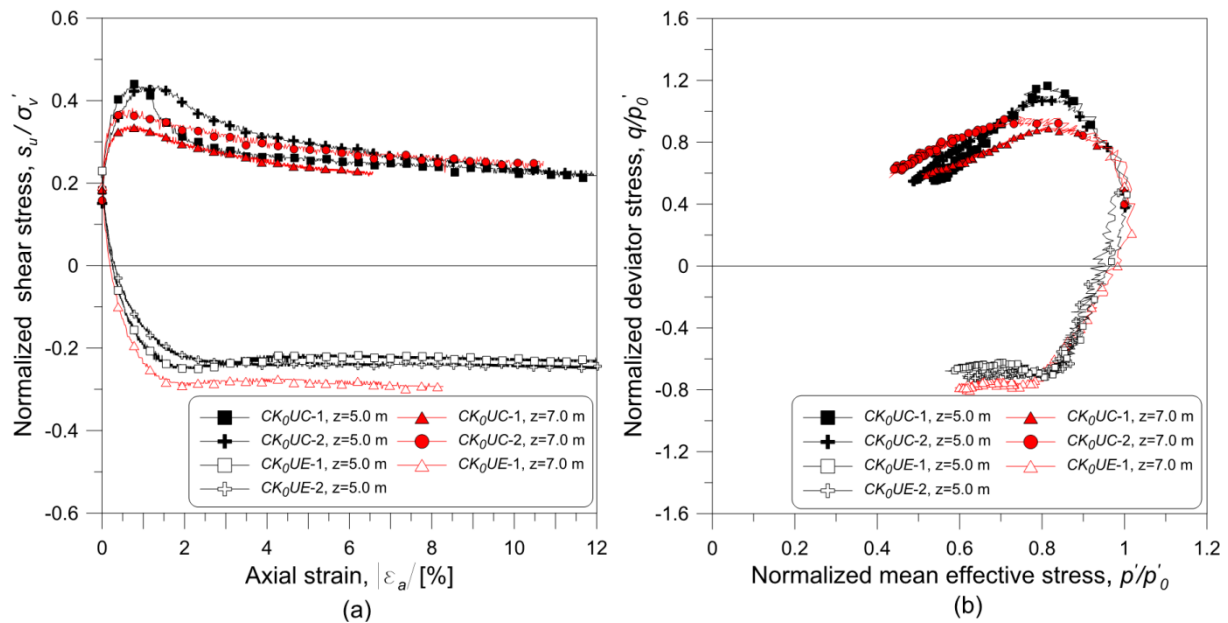 0.6
0.4
0.2
0
-0.2
-0.4
-0.6
Normalized shear stress, s_u/σ_v'
CK₀UC-1, z=5.0 m CK₀UC-1, z=7.0 m
CK₀UC-2, z=5.0 m CK₀UC-2, z=7.0 m
CK₀UE-1, z=5.0 m CK₀UE-1, z=7.0 m
CK₀UE-2, z=5.0 m
0 2 4 6 8 10 12
Axial strain, |ε_a/ [%]
(a)
1.6
1.2
0.8
0.4
0
-0.4
-0.8
-1.2
-1.6
Normalized deviator stress, q/p₀'
CK₀UC-1, z=5.0 m CK₀UC-1, z=7.0 m
CK₀UC-2, z=5.0 m CK₀UC-2, z=7.0 m
CK₀UE-1, z=5.0 m CK₀UE-1, z=7.0 m
CK₀UE-2, z=5.0 m
0 0.2 0.4 0.6 0.8 1 1.2
Normalized mean effective stress, p'/p'₀
(b)